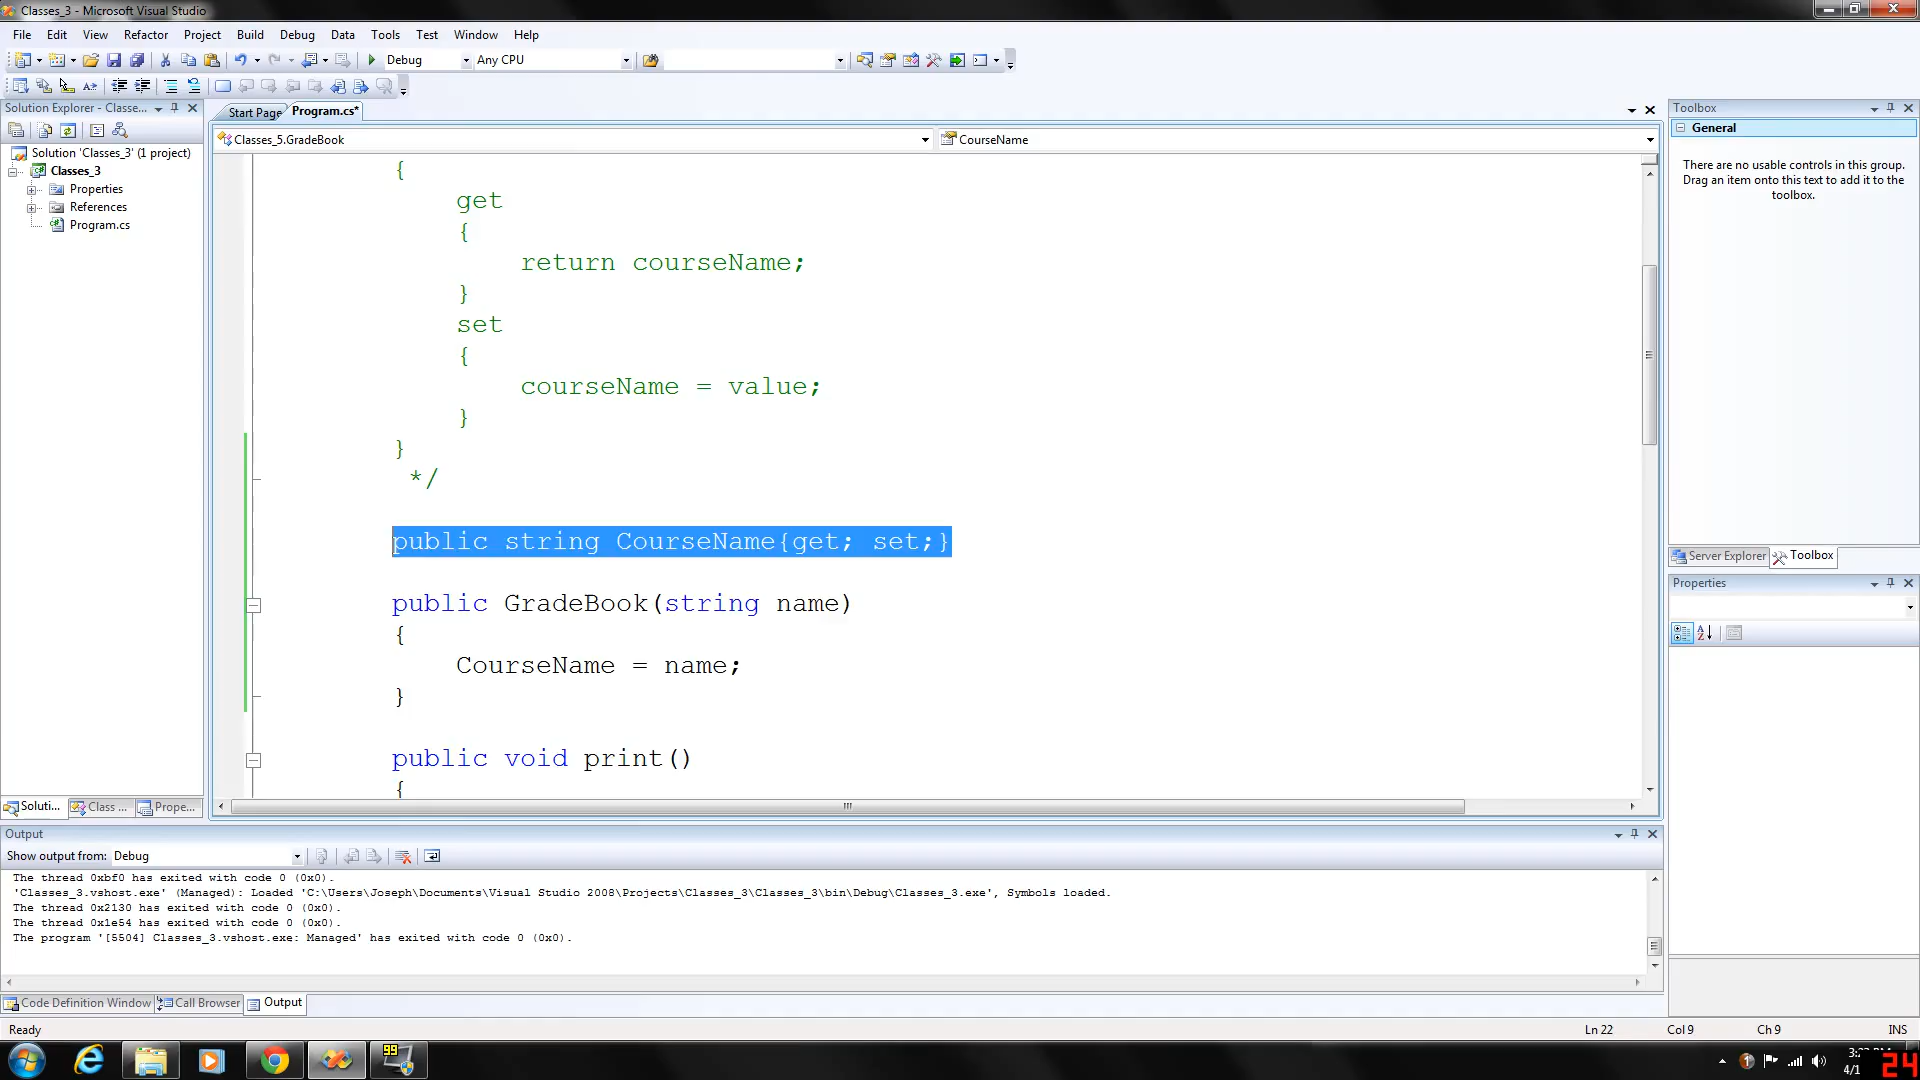 Classes_3 - Microsoft Visual Studio
File Edit View Refactor Project Build Debug Data Tools Test Window Help
Debug Any CPU
Solution Explorer - Classe...
Start Page Program.cs*
Toolbox
Classes_5.GradeBook CourseName
General
There are no usable controls in this group. Drag an item onto this text to add it to the toolbox.
Solution 'Classes_3' (1 project)
Classes_3
Properties
References
Program.cs
{
get
{
return courseName;
}
set
{
courseName = value;
}
}
*/
public string CourseName{get; set;}
public GradeBook(string name)
{
CourseName = name;
}
public void print()
{
Server Explorer Toolbox
Properties
Soluti... Class ... Prope...
Output
Show output from: Debug
The thread 0xbf0 has exited with code 0 (0x0).
'Classes_3.vshost.exe' (Managed): Loaded 'C:\Users\Joseph\Documents\Visual Studio 2008\Projects\Classes_3\Classes_3\bin\Debug\Classes_3.exe', Symbols loaded.
The thread 0x2130 has exited with code 0 (0x0).
The thread 0x1e54 has exited with code 0 (0x0).
The program '[5504] Classes_3.vshost.exe: Managed' has exited with code 0 (0x0).
Code Definition Window Call Browser Output
Ready Ln 22 Col 9 Ch 9 INS
99
4/1
24